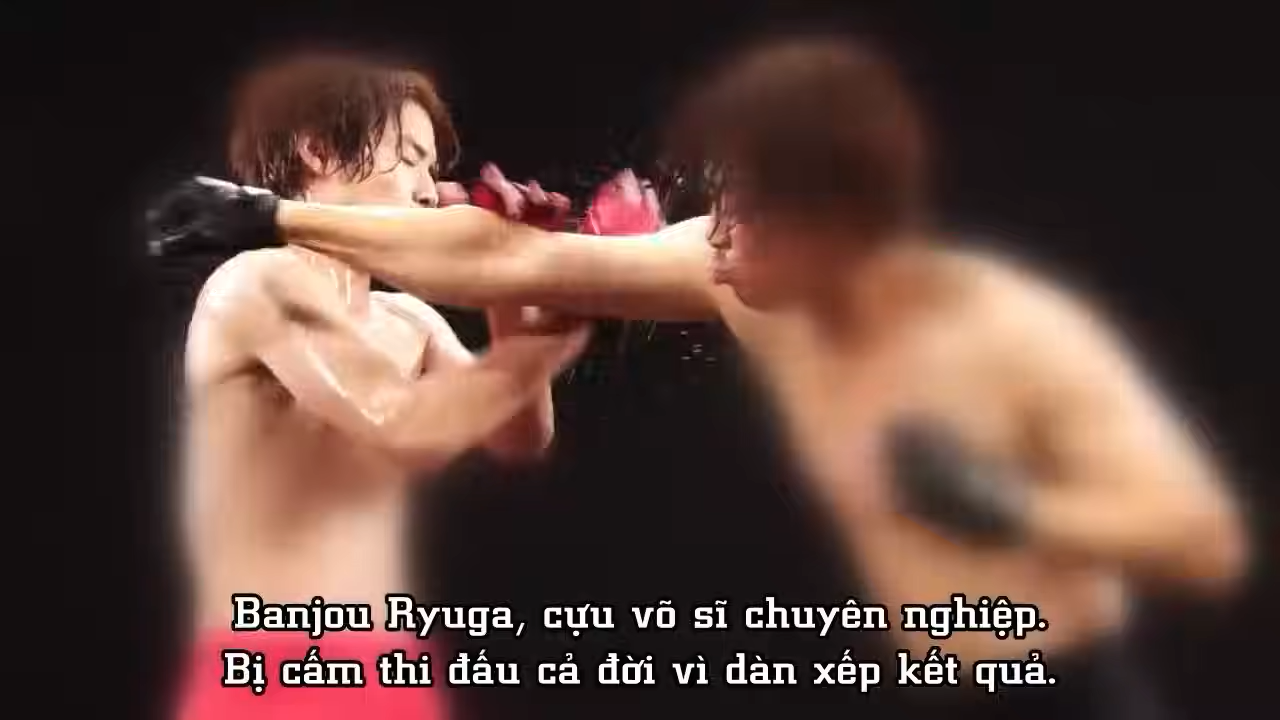 Banjou Ryuga, cựu võ sĩ chuyên nghiệp.
Bị cấm thi đấu cả đời vì dàn xếp kết quả.